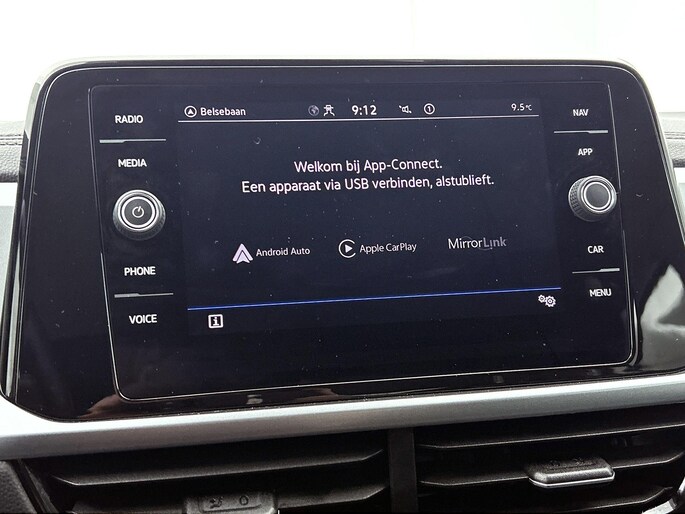 RADIO
MEDIA
PHONE
VOICE
Belsebaan 9:12 1 9.5°C
Welkom bij App-Connect.
Een apparaat via USB verbinden, alstublieft.
Android Auto Apple CarPlay MirrorLink
i
NAV
APP
CAR
MENU